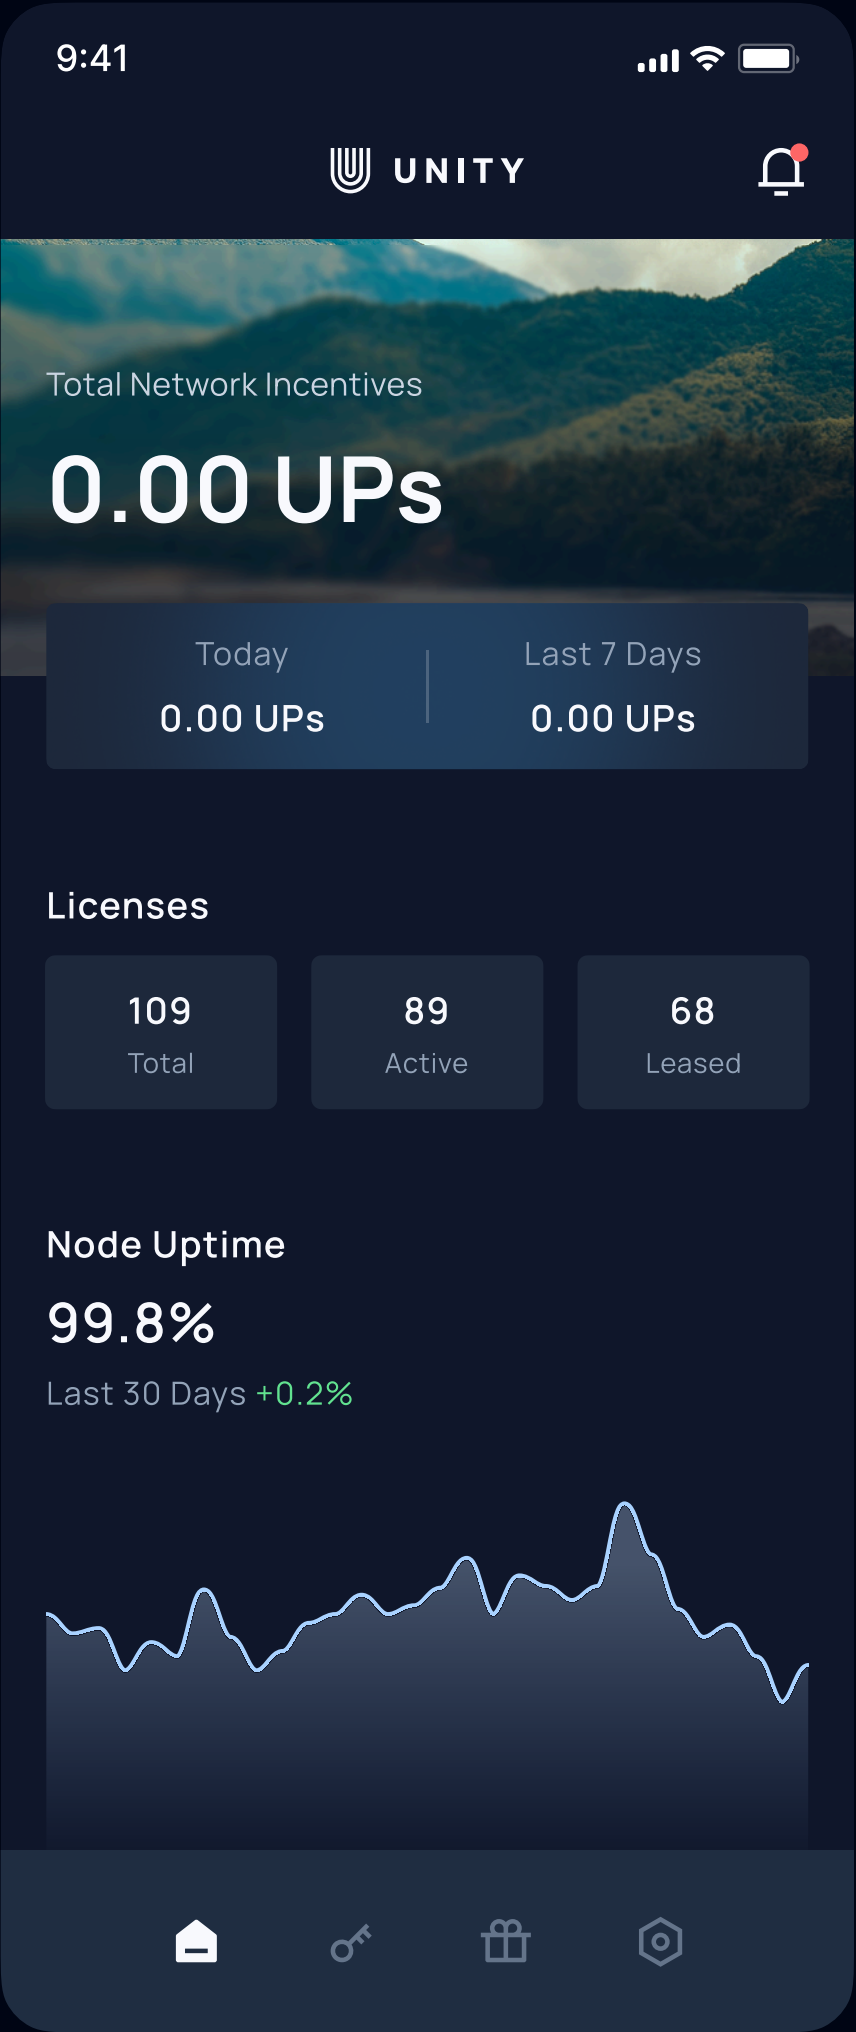 9:41
UNITY
Total Network Incentives
0.00 UPs
Today
Last 7 Days
0.00 UPs
0.00 UPs
Licenses
109
89
68
Total
Active
Leased
Node Uptime
99.8%
Last 30 Days +0.2%